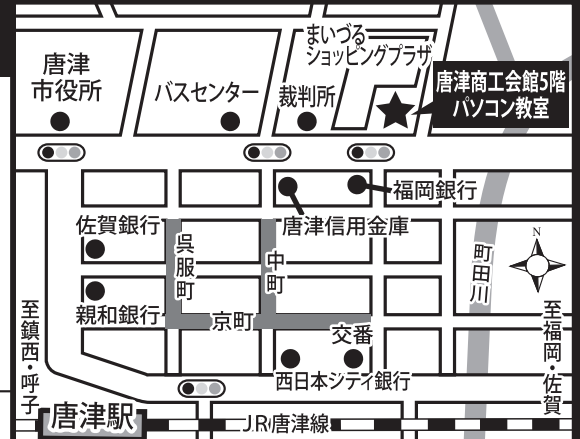 まいづる
ショッピングプラザ
唐津
市役所
バスセンター
裁判所
唐津商工会館5階
パソコン教室
福岡銀行
唐津信用金庫
佐賀銀行
呉服町
中町
町田川
N
親和銀行
京町
交番
至鎮西・呼子
至福岡・佐賀
西日本シティ銀行
唐津駅
JR唐津線